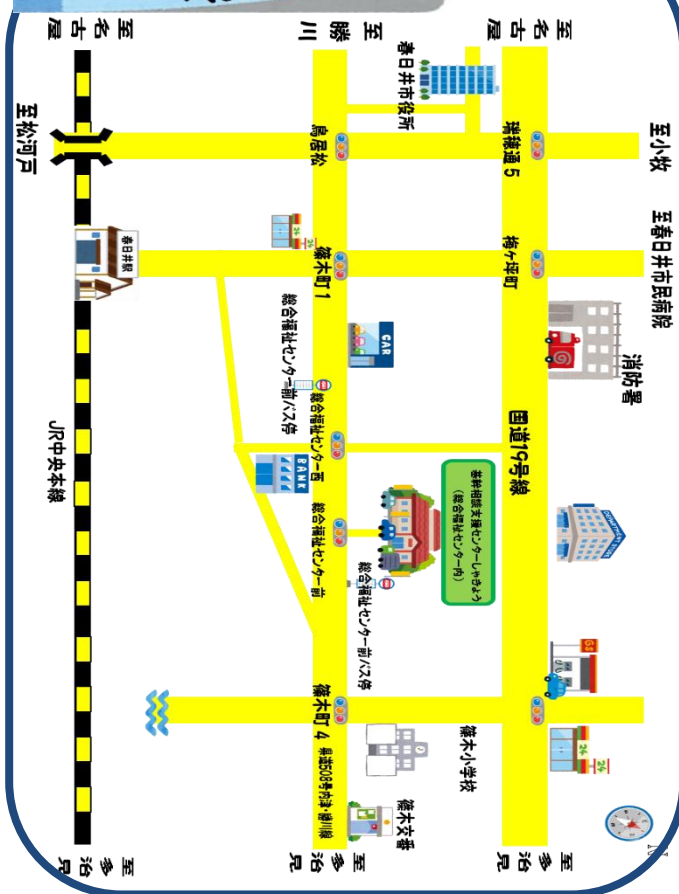 至小牧
至春日井市民病院
消防署
至名古屋
瑞穂通5
梅ヶ坪町
国道19号線
DEPARTMENT STORE
GS
24
至多治見
春日井市役所
基幹相談支援センターしゃきょう
(総合福祉センター内)
篠木小学校
N
至勝川
鳥居松
篠木町1
CAR
総合福祉センター西
総合福祉センター前
総合福祉センター前バス停
篠木町4
県道508号内津・勝川線
篠木交番
至多治見
24
総合福祉センター前バス停
BANK
至松河戸
至名古屋
春日井駅
JR中央本線
至多治見